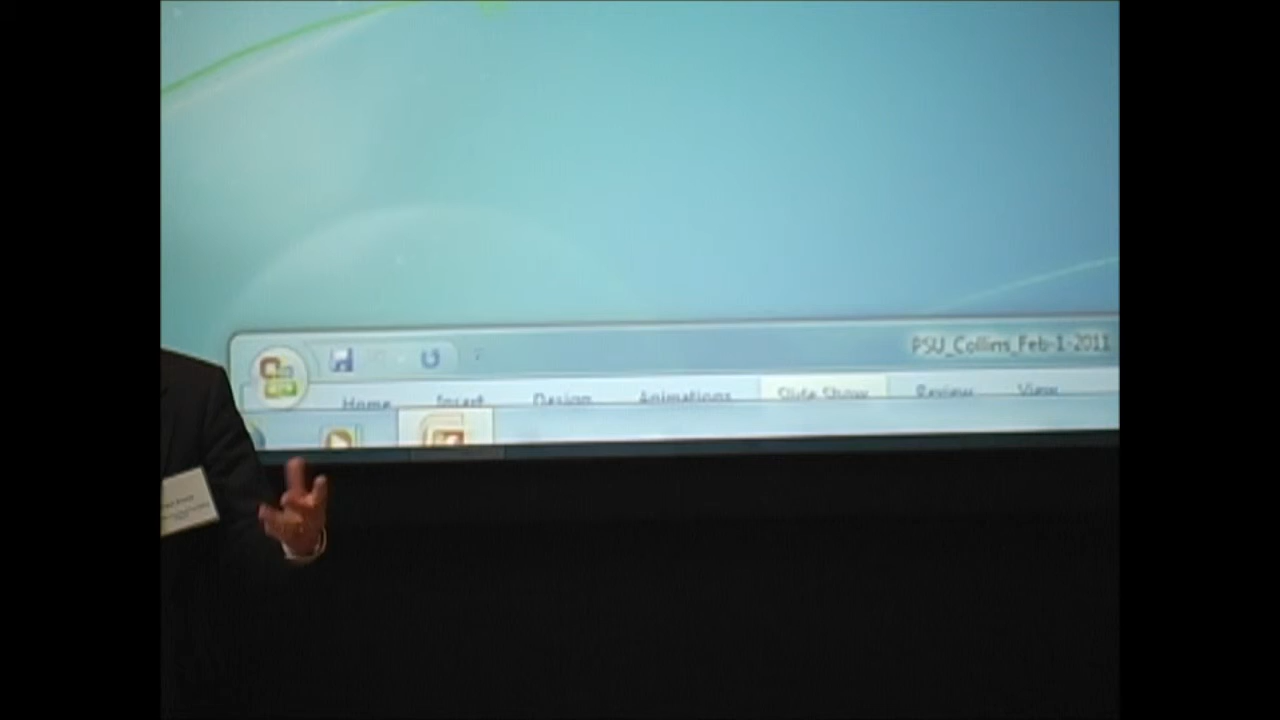 PSU_Collins_Feb-1-2011
Home Insert Design Animations Slide Show Review View